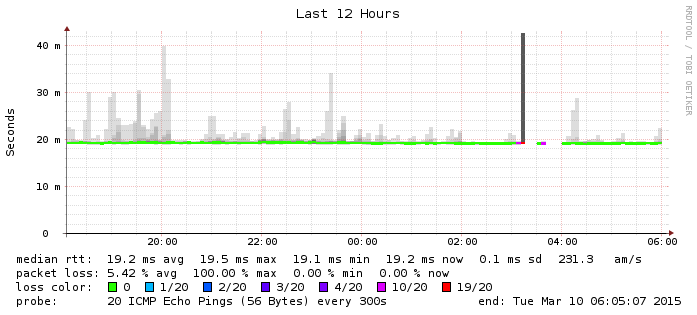 Last 12 Hours
RRDTOOL / TOBI OETIKER
Seconds
40 m
30 m
20 m
10 m
0
20:00 22:00 00:00 02:00 04:00 06:00
median rtt: 19.2 ms avg 19.5 ms max 19.1 ms min 19.2 ms now 0.1 ms sd 231.3 am/s
packet loss: 5.42 % avg 100.00 % max 0.00 % min 0.00 % now
loss color: 0 1/20 2/20 3/20 4/20 10/20 19/20
probe: 20 ICMP Echo Pings (56 Bytes) every 300s end: Tue Mar 10 06:05:07 2015